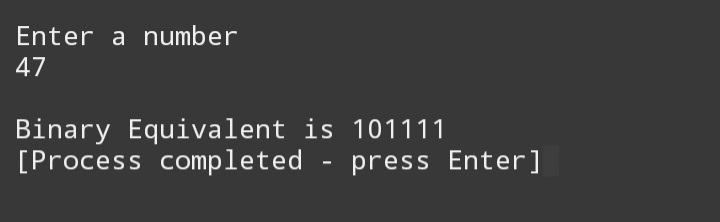 Enter a number
47
Binary Equivalent is 101111
[Process completed - press Enter]